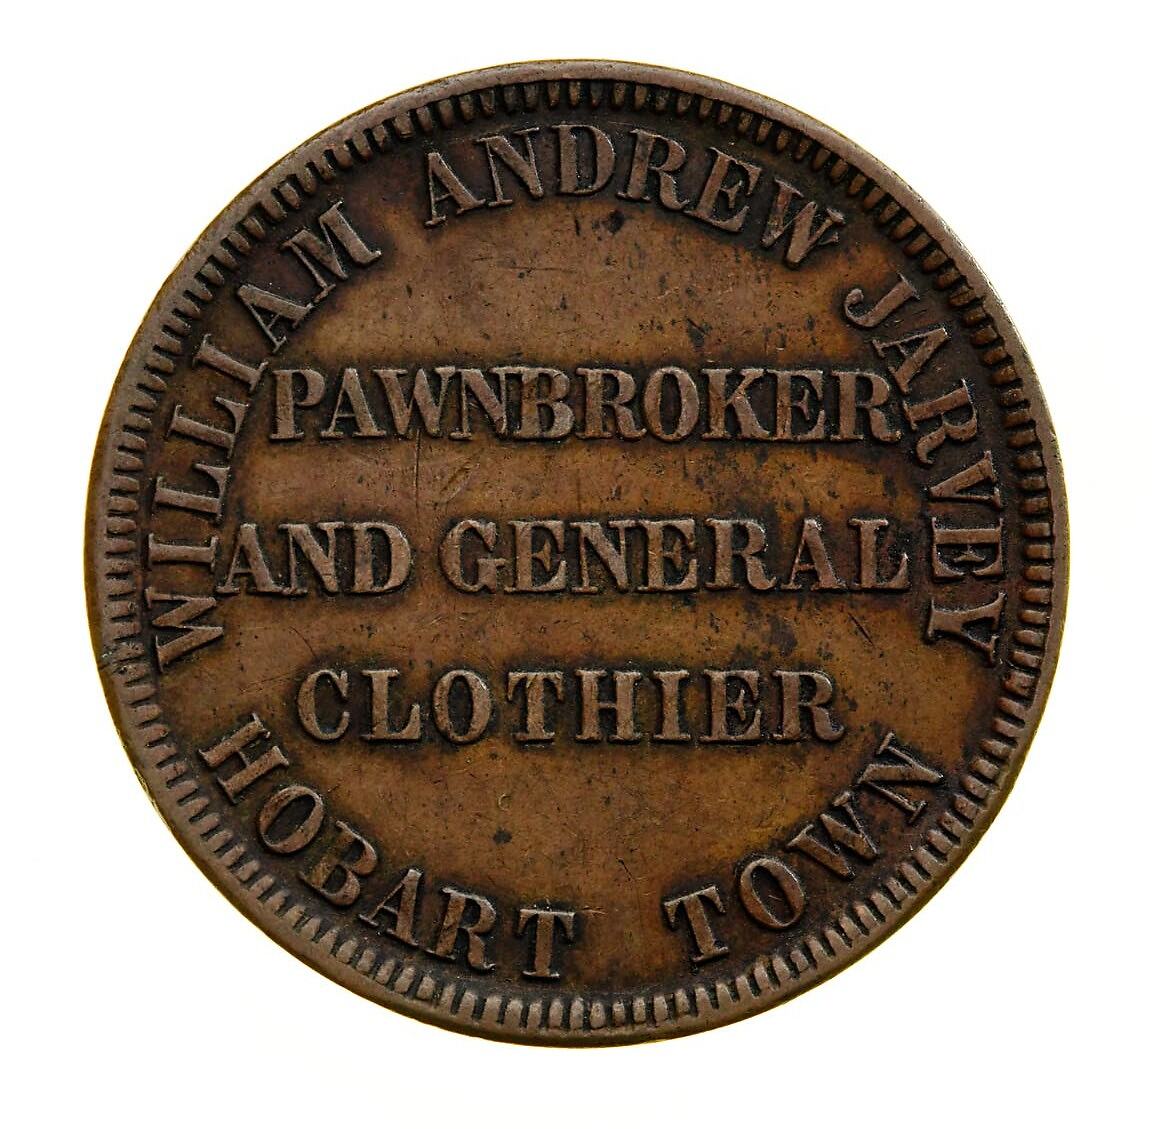 WILLIAM ANDREW JARVEY
PAWNBROKER
AND GENERAL
CLOTHIER
HOBART TOWN